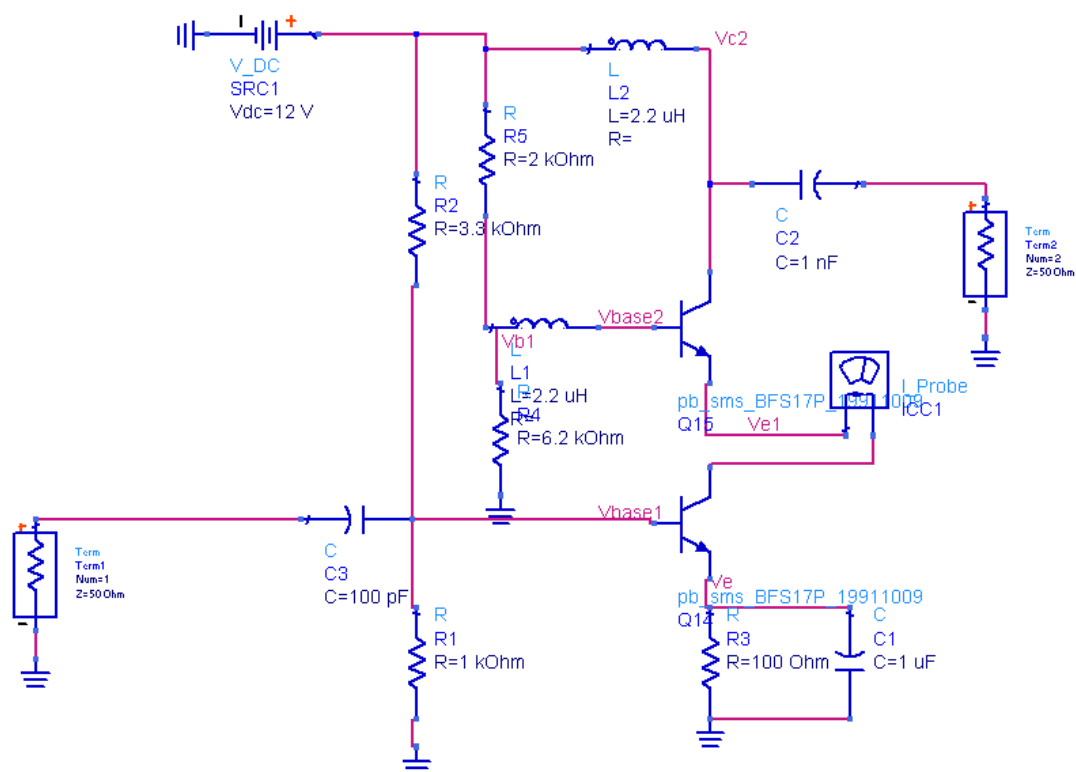 V_DC
SRC1
Vdc=12 V
L
L2
L=2.2 uH
R=
Vc2
R
R5
R=2 kOhm
R
R2
R=3.3 kOhm
C
C2
C=1 nF
Term
Term2
Num=2
Z=50 Ohm
Vb1
L
L1
L=2.2 uH
R=
Vbase2
R
R4
R=6.2 kOhm
pb_sms_BFS17P_19911009
Q15
Ve1
I_Probe
ICC1
Vbase1
Term
Term1
Num=1
Z=50 Ohm
C
C3
C=100 pF
Ve
pb_sms_BFS17P_19911009
Q14
R
R1
R=1 kOhm
R
R3
R=100 Ohm
C
C1
C=1 uF